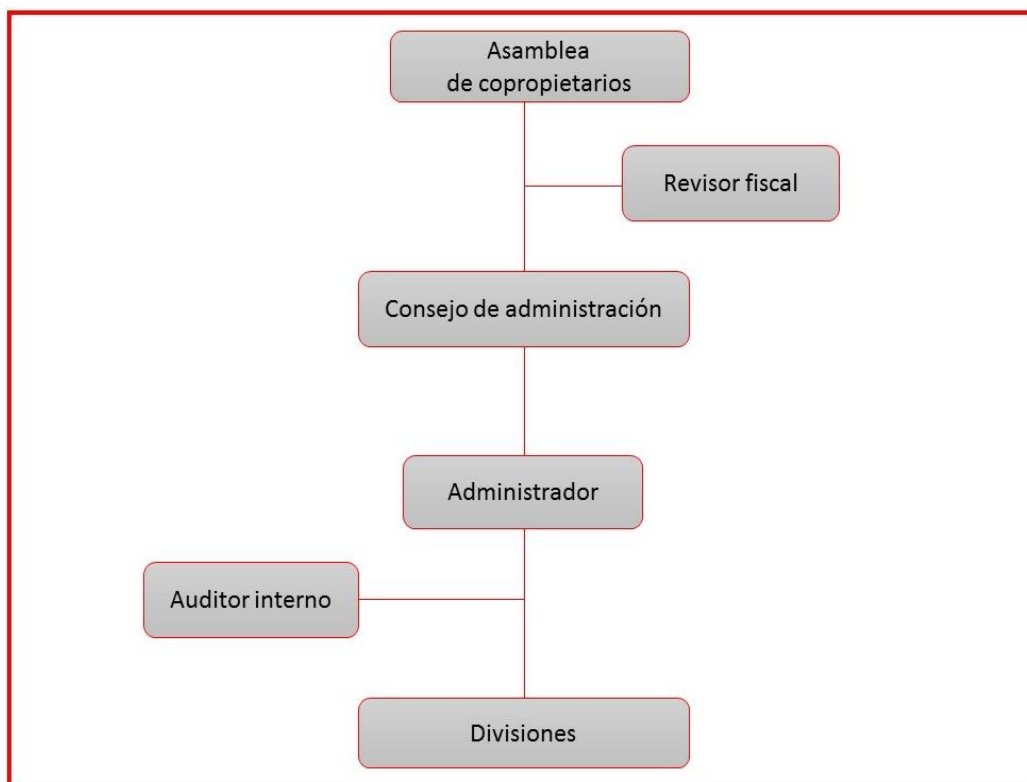 Asamblea
de copropietarios
Revisor fiscal
Consejo de administración
Administrador
Auditor interno
Divisiones